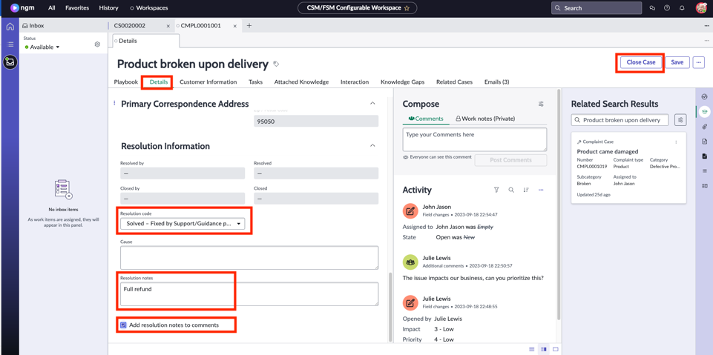 ngm All Favorites History Workspaces CSM/FSM Configurable Workspace Search
Inbox
Status
Available
No inbox items
As work items are assigned, they will appear in this panel.
CS0020002 CMPL0001001
Details
Product broken upon delivery
Close Case Save
Playbook Details Customer Information Tasks Attached Knowledge Interaction Knowledge Gaps Related Cases Emails (3)
Primary Correspondence Address
95050
Resolution Information
Resolved by Resolved
-- --
Closed by Closed
-- --
Resolution code
Solved – Fixed by Support/Guidance p...
Cause
Resolution notes
Full refund
Add resolution notes to comments
Compose
Comments Work notes (Private)
Type your Comments here
Everyone can see this comment Post Comments
Activity
John Jason
Field changes • 2023-09-18 22:54:47
Assigned to John Jason was Empty
State Open was New
Julie Lewis
Additional comments • 2023-09-18 22:50:57
The issue impacts our business, can you prioritize this?
Julie Lewis
Field changes • 2023-09-18 22:48:55
Opened by Julie Lewis
Impact 3 - Low
Priority 4 - Low
Related Search Results
Product broken upon delivery
Complaint Case
Product came damaged
Number Complaint type Category
Product Defective Pro...
Subcategory Assigned to
Broken John Jason
Updated 25d ago